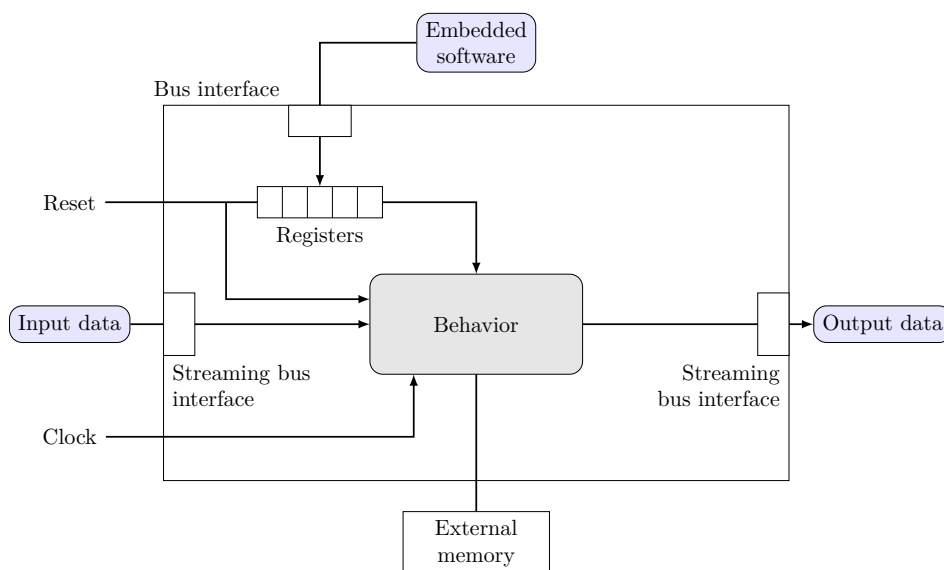 Embedded
software
Bus interface
Reset
Registers
Input data
Behavior
Output data
Streaming bus
interface
Streaming
bus interface
Clock
External
memory